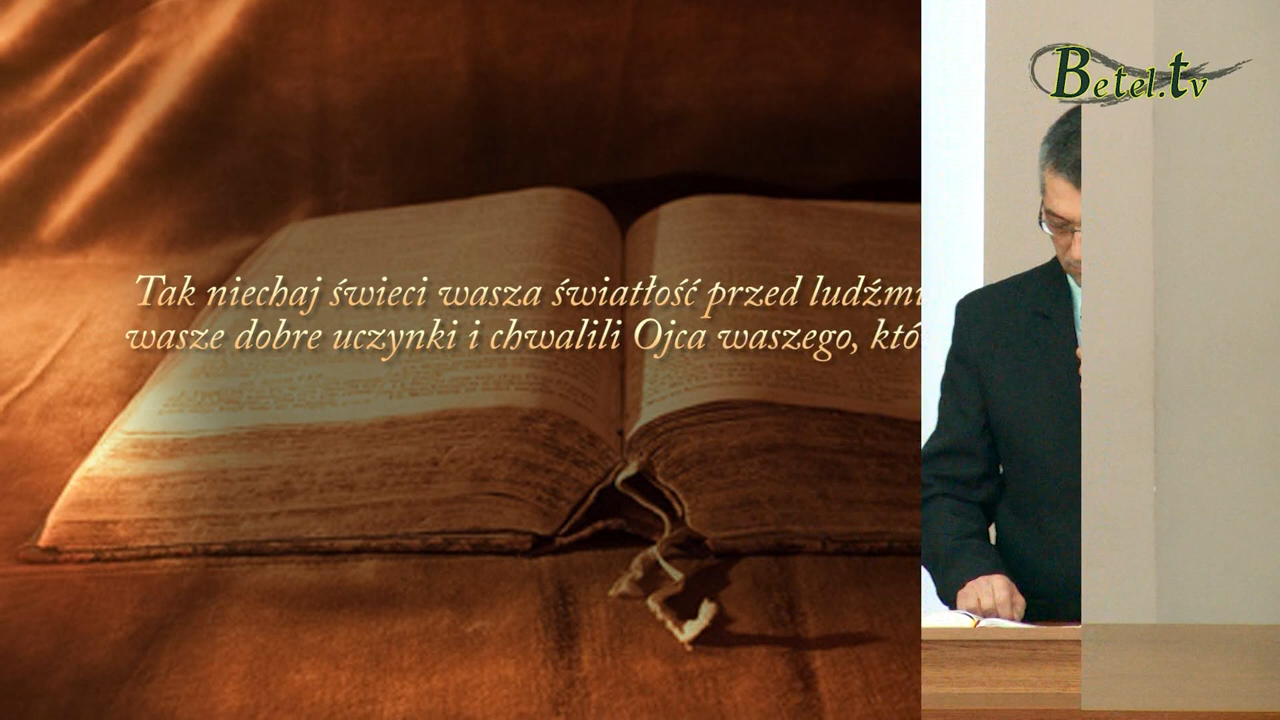 Betel.tv
Tak niechaj świeci wasza światłość przed ludźmi
wasze dobre uczynki i chwalili Ojca waszego, któ